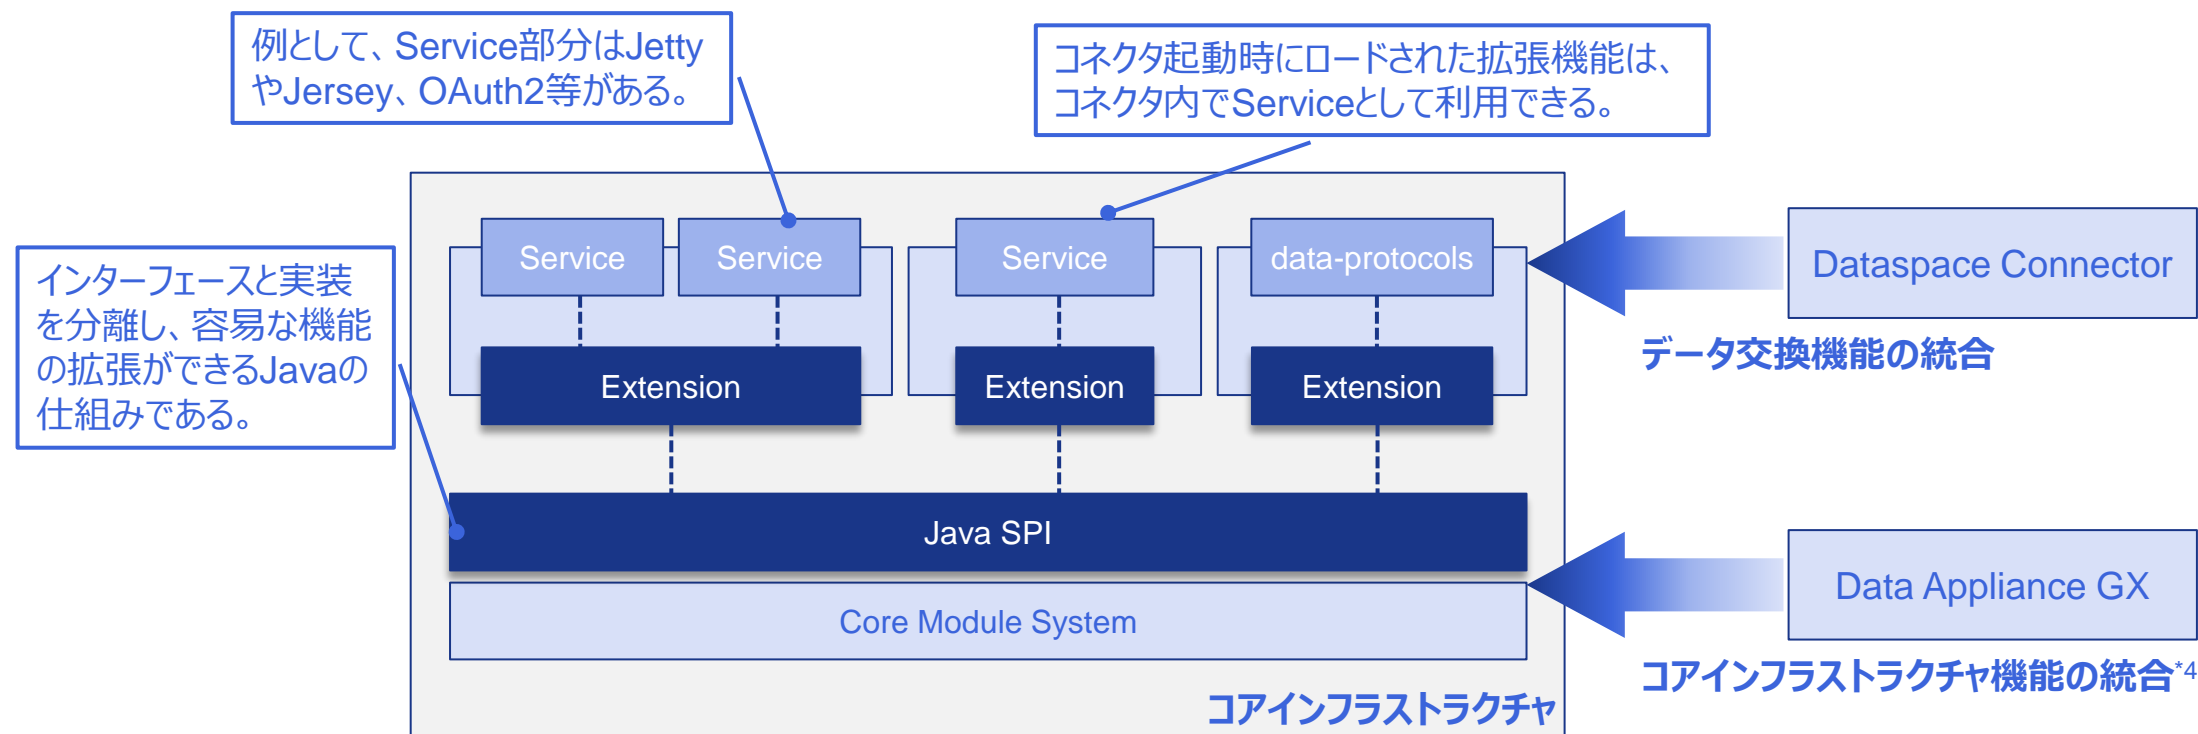 例として、Service部分はJetty
やJersey、OAuth2等がある。
コネクタ起動時にロードされた拡張機能は、
コネクタ内でServiceとして利用できる。
インターフェースと実装
を分離し、容易な機能
の拡張ができるJavaの
仕組みである。
Service
Service
Service
data-protocols
Extension
Extension
Extension
Java SPI
Core Module System
コアインフラストラクチャ
Dataspace Connector
データ交換機能の統合
Data Appliance GX
コアインフラストラクチャ機能の統合*4